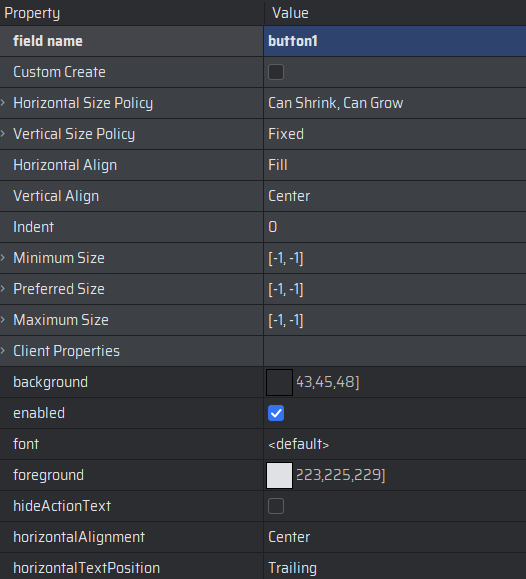 Property Value
field name button1
Custom Create
Horizontal Size Policy Can Shrink, Can Grow
Vertical Size Policy Fixed
Horizontal Align Fill
Vertical Align Center
Indent 0
Minimum Size [-1, -1]
Preferred Size [-1, -1]
Maximum Size [-1, -1]
Client Properties
background 43,45,48]
enabled
font <default>
foreground 223,225,229]
hideActionText
horizontalAlignment Center
horizontalTextPosition Trailing